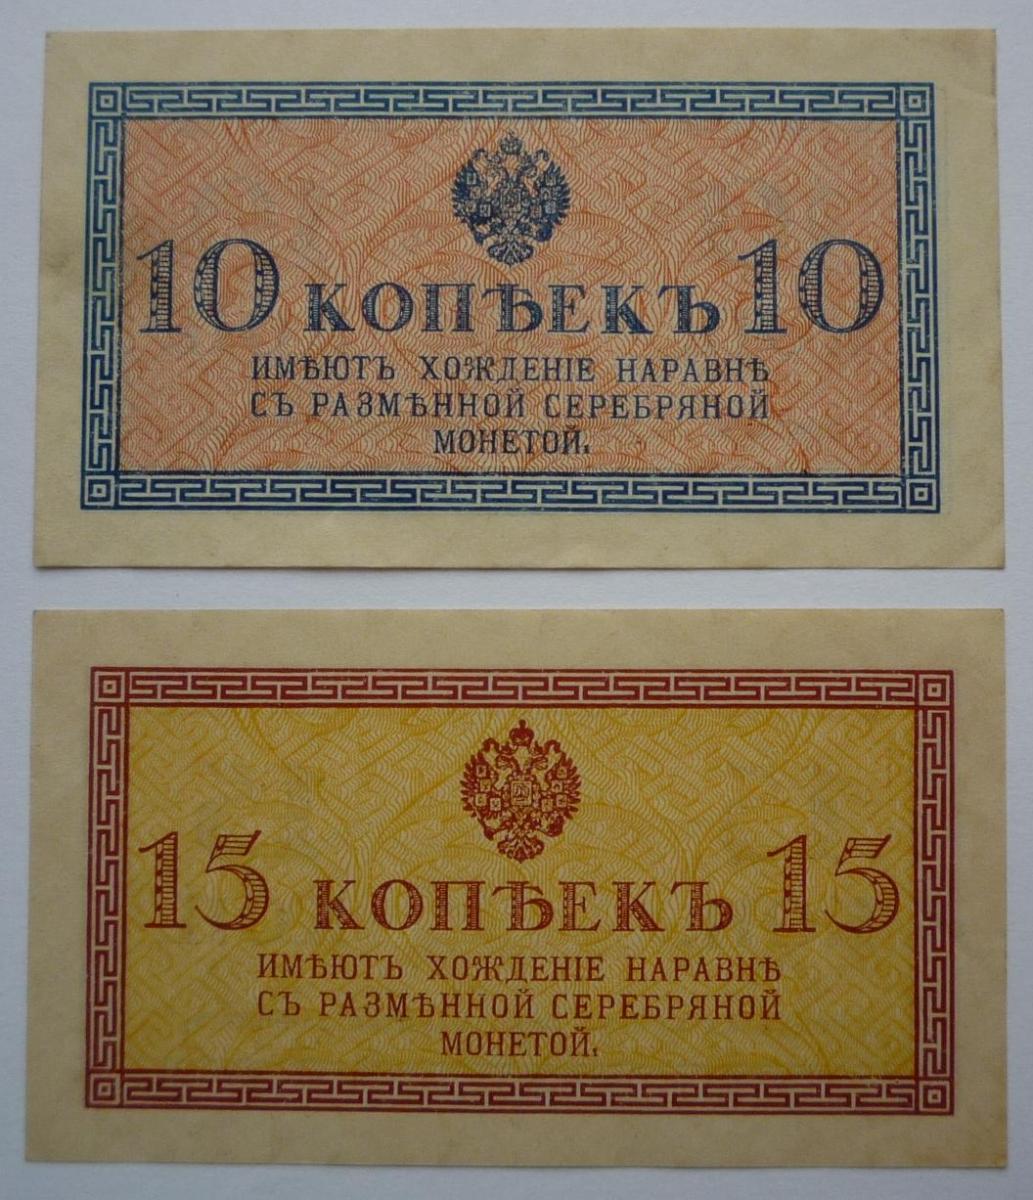 10 КОПѢЕКЪ 10
ИМѢЮТЪ ХОЖДЕНІЕ НАРАВНѢ
СЪ РАЗМѢННОЙ СЕРЕБРЯНОЙ
МОНЕТОЙ.
15 КОПѢЕКЪ 15
ИМѢЮТЪ ХОЖДЕНІЕ НАРАВНѢ
СЪ РАЗМѢННОЙ СЕРЕБРЯНОЙ
МОНЕТОЙ.